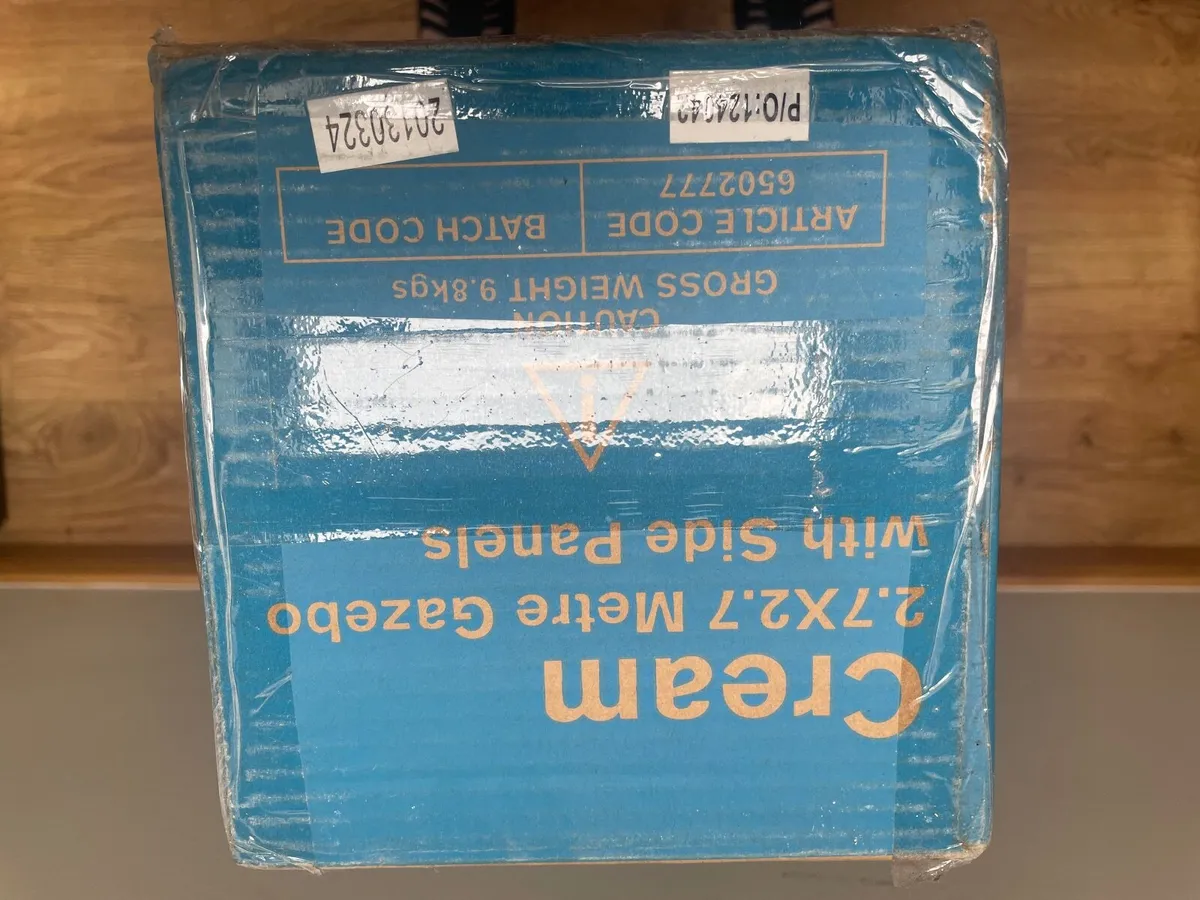 Cream
2.7X2.7 Metre Gazebo
with Side Panels
CAUTION
GROSS WEIGHT 9.8kgs
ARTICLE CODE BATCH CODE
6502777
20130324